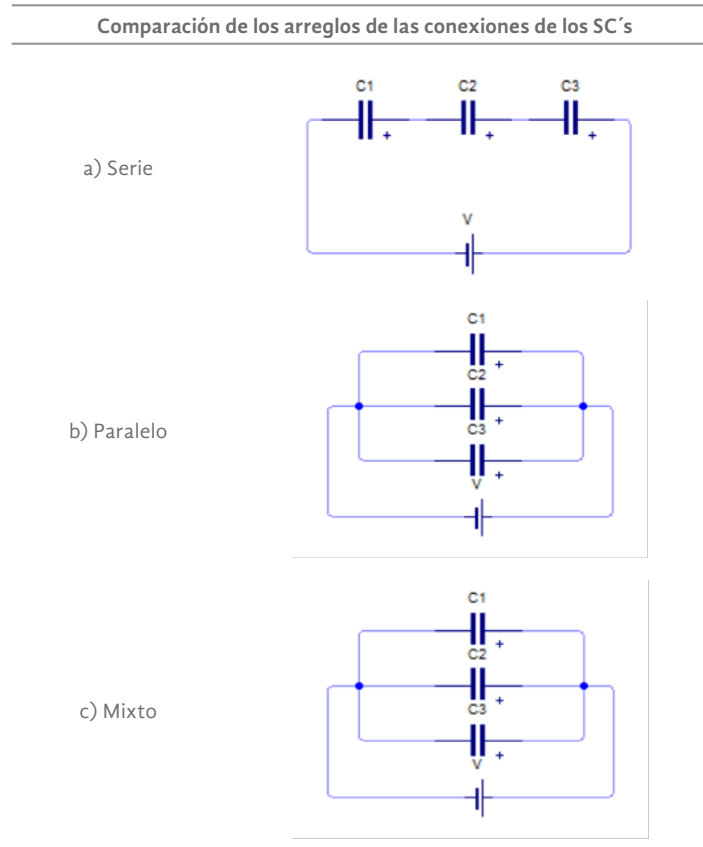 Comparación de los arreglos de las conexiones de los SC´s
C1 C2 C3
+ + +
a) Serie
V
C1
+
C2
b) Paralelo
+
C3
+
V
C1
+
C2
c) Mixto
+
C3
+
V